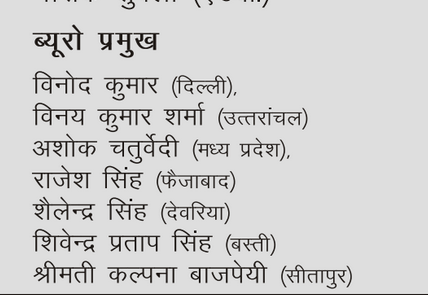 ब्यूरो प्रमुख
विनोद कुमार (दिल्ली),
विनय कुमार शर्मा (उत्तरांचल)
अशोक चतुर्वेदी (मध्य प्रदेश),
राजेश सिंह (फैजाबाद)
शैलेन्द्र सिंह (देवरिया)
शिवेन्द्र प्रताप सिंह (बस्ती)
श्रीमती कल्पना बाजपेयी (सीतापुर)